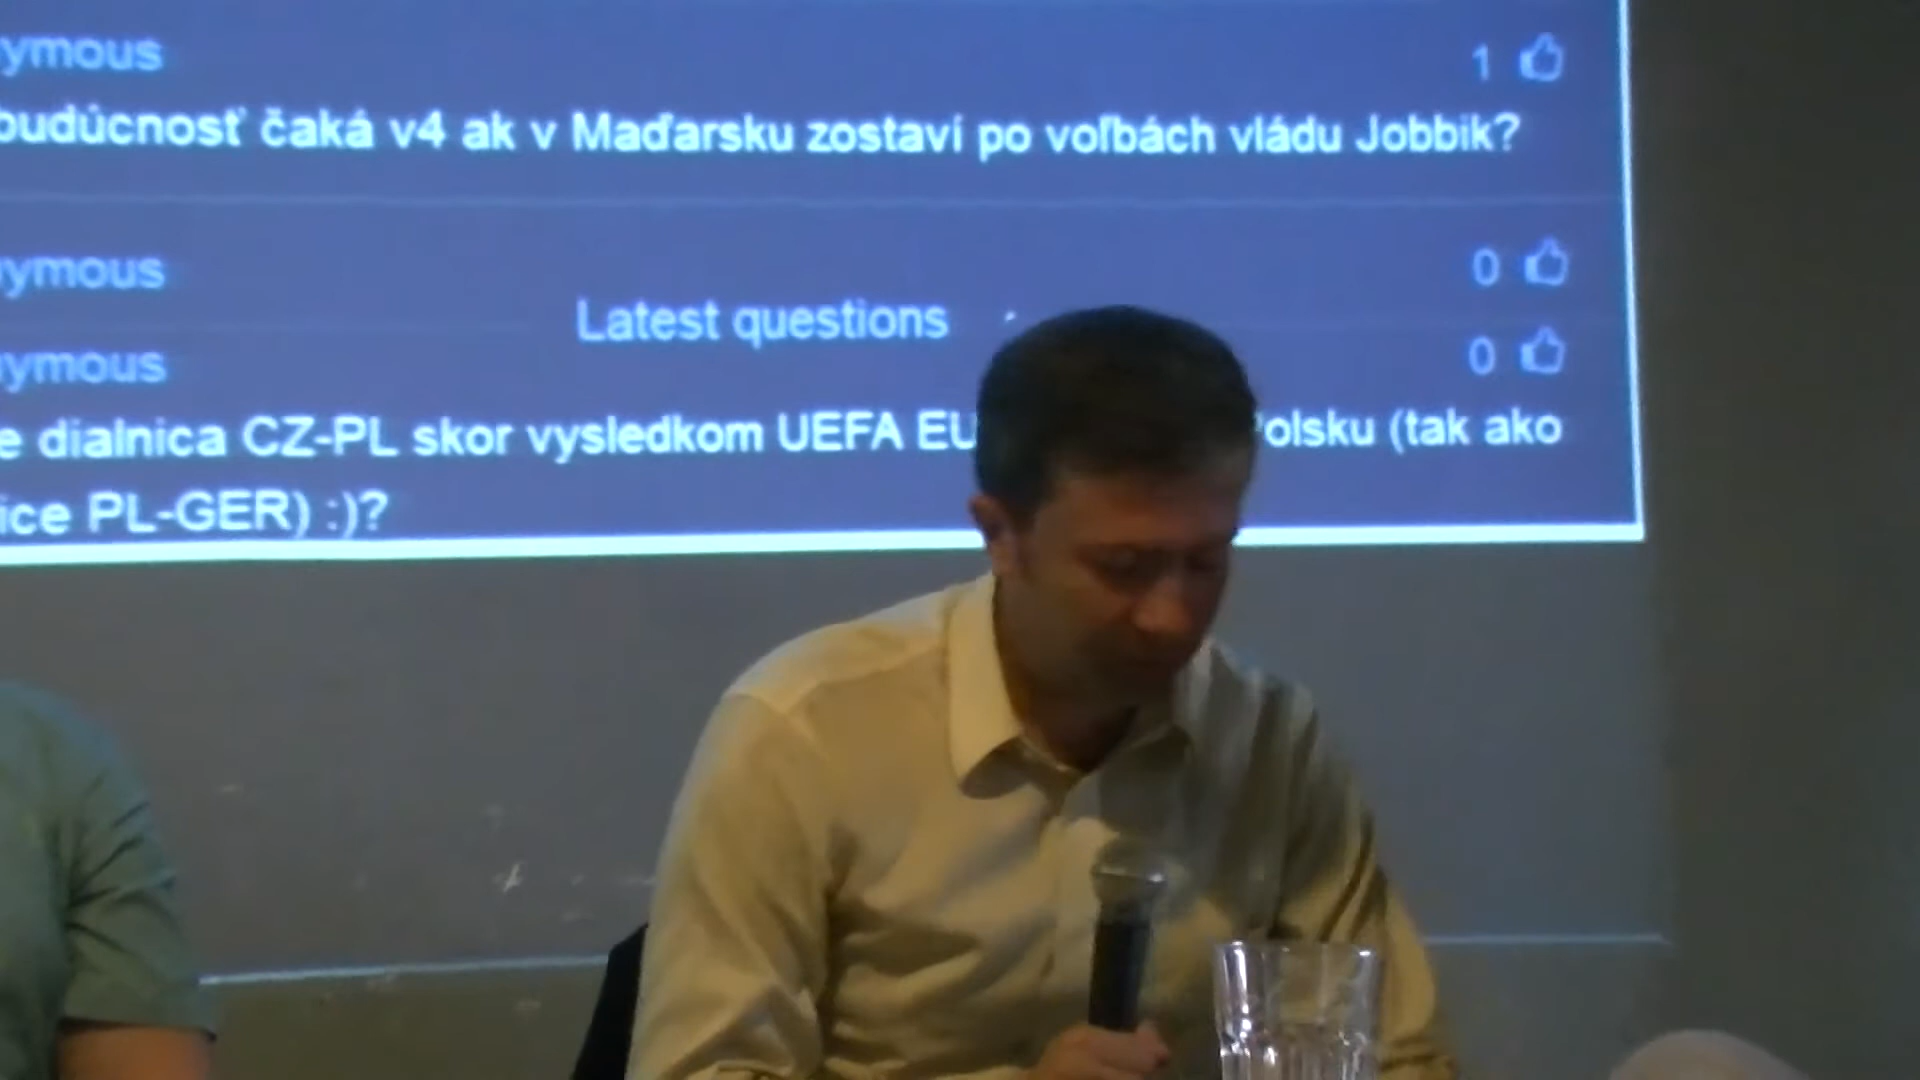 ymous 1
budúcnosť čaká v4 ak v Maďarsku zostaví po voľbách vládu Jobbik?
ymous 0
Latest questions
ymous 0
e dialnica CZ-PL skor vysledkom UEFA EU olsku (tak ako
ice PL-GER) :)?